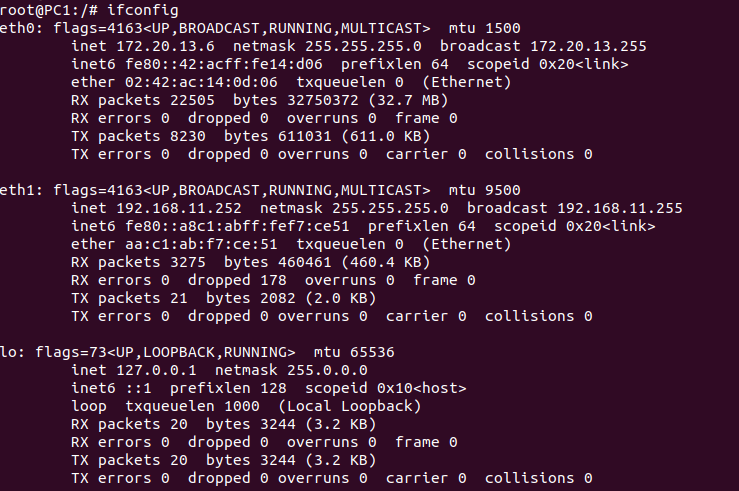 root@PC1:/# ifconfig
eth0: flags=4163<UP,BROADCAST,RUNNING,MULTICAST>  mtu 1500
        inet 172.20.13.6  netmask 255.255.255.0  broadcast 172.20.13.255
        inet6 fe80::42:acff:fe14:d06  prefixlen 64  scopeid 0x20<link>
        ether 02:42:ac:14:0d:06  txqueuelen 0  (Ethernet)
        RX packets 22505  bytes 32750372 (32.7 MB)
        RX errors 0  dropped 0  overruns 0  frame 0
        TX packets 8230  bytes 611031 (611.0 KB)
        TX errors 0  dropped 0 overruns 0  carrier 0  collisions 0

eth1: flags=4163<UP,BROADCAST,RUNNING,MULTICAST>  mtu 9500
        inet 192.168.11.252  netmask 255.255.255.0  broadcast 192.168.11.255
        inet6 fe80::a8c1:abff:fef7:ce51  prefixlen 64  scopeid 0x20<link>
        ether aa:c1:ab:f7:ce:51  txqueuelen 0  (Ethernet)
        RX packets 3275  bytes 460461 (460.4 KB)
        RX errors 0  dropped 178  overruns 0  frame 0
        TX packets 21  bytes 2082 (2.0 KB)
        TX errors 0  dropped 0 overruns 0  carrier 0  collisions 0

lo: flags=73<UP,LOOPBACK,RUNNING>  mtu 65536
        inet 127.0.0.1  netmask 255.0.0.0
        inet6 ::1  prefixlen 128  scopeid 0x10<host>
        loop  txqueuelen 1000  (Local Loopback)
        RX packets 20  bytes 3244 (3.2 KB)
        RX errors 0  dropped 0  overruns 0  frame 0
        TX packets 20  bytes 3244 (3.2 KB)
        TX errors 0  dropped 0 overruns 0  carrier 0  collisions 0